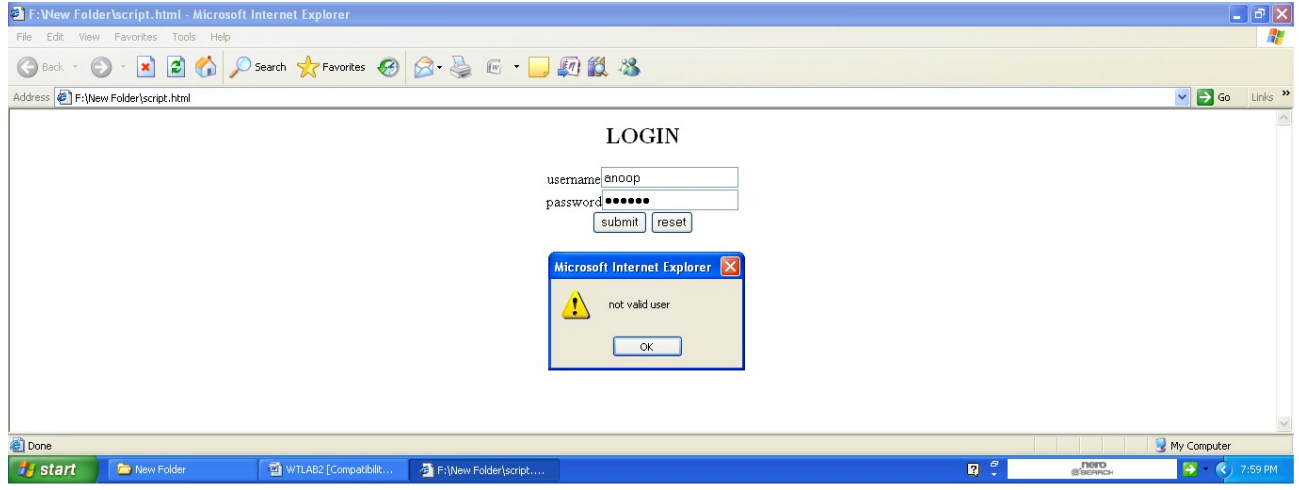 F:\New Folder\script.html - Microsoft Internet Explorer
File Edit View Favorites Tools Help
Back Search Favorites
Address F:\New Folder\script.html Go Links »
LOGIN
username anoop
password ••••••
submit reset
Microsoft Internet Explorer
not valid user
OK
Done My Computer
start New Folder WTLAB2 [Compatibilit... F:\New Folder\script.... nero 7:59 PM
@SEARCH